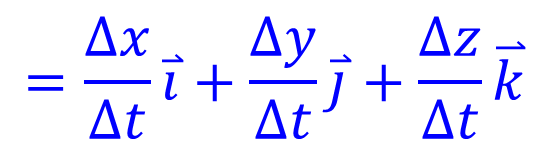 = Δx/Δt i⃗ + Δy/Δt j⃗ + Δz/Δt k⃗